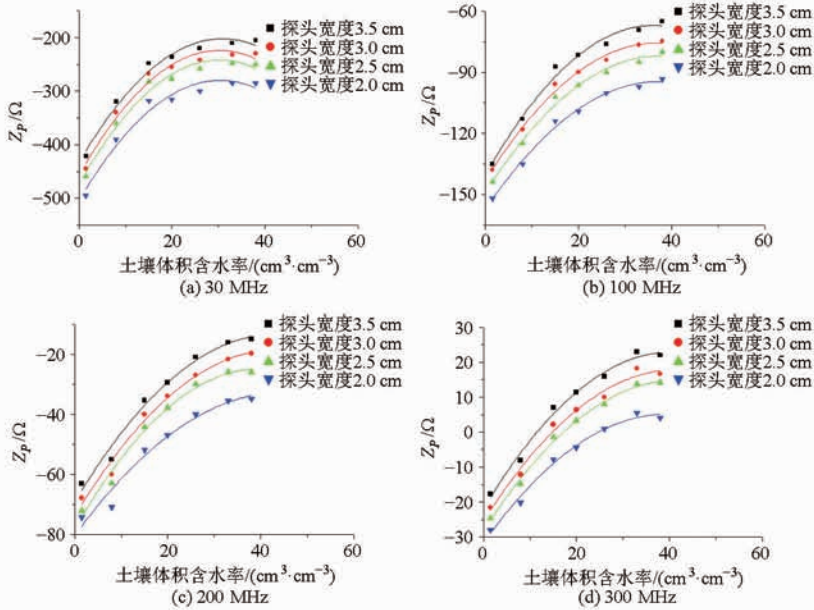 −200
−300
−400
−500
Z_P/Ω
0
20
40
60
探头宽度3.5 cm
探头宽度3.0 cm
探头宽度2.5 cm
探头宽度2.0 cm
土壤体积含水率/(cm³·cm⁻³)
(a) 30 MHz
−60
−90
−120
−150
Z_P/Ω
0
20
40
60
探头宽度3.5 cm
探头宽度3.0 cm
探头宽度2.5 cm
探头宽度2.0 cm
土壤体积含水率/(cm³·cm⁻³)
(b) 100 MHz
−20
−40
−60
−80
Z_P/Ω
0
20
40
60
探头宽度3.5 cm
探头宽度3.0 cm
探头宽度2.5 cm
探头宽度2.0 cm
土壤体积含水率/(cm³·cm⁻³)
(c) 200 MHz
30
20
10
0
−10
−20
−30
Z_P/Ω
0
20
40
60
探头宽度3.5 cm
探头宽度3.0 cm
探头宽度2.5 cm
探头宽度2.0 cm
土壤体积含水率/(cm³·cm⁻³)
(d) 300 MHz